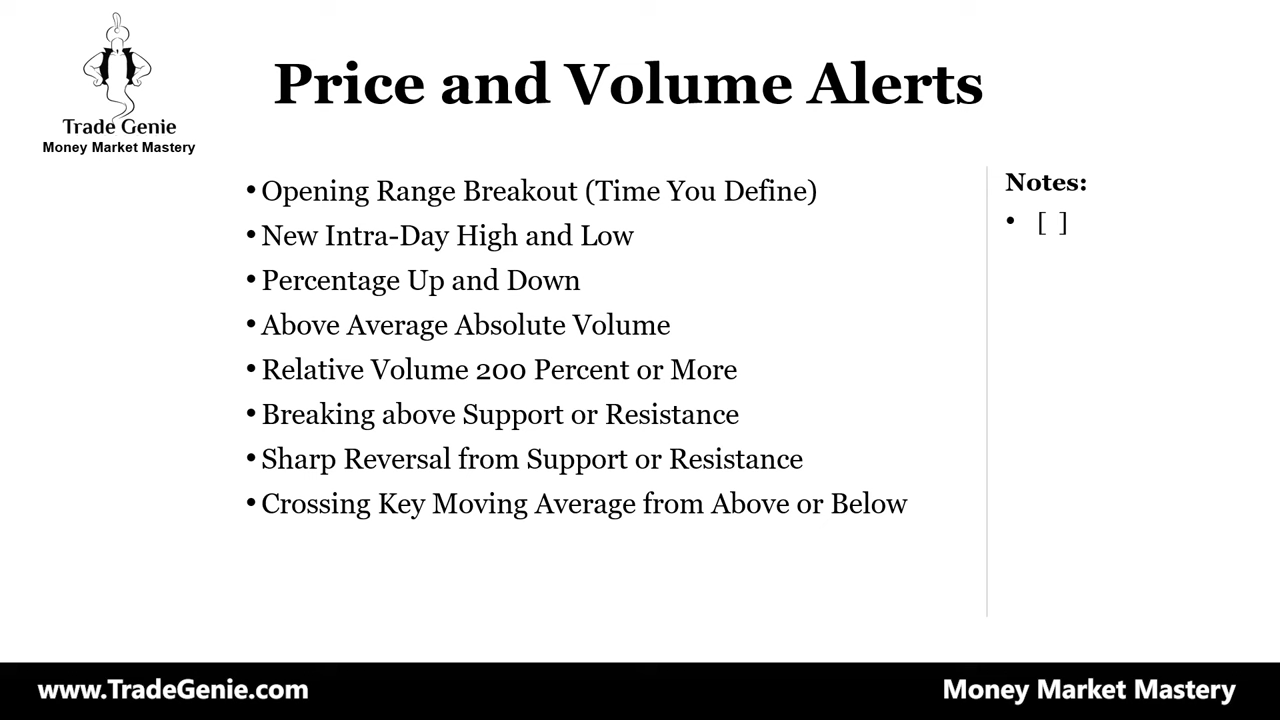 Trade Genie
Money Market Mastery
Price and Volume Alerts
• Opening Range Breakout (Time You Define)
• New Intra-Day High and Low
• Percentage Up and Down
• Above Average Absolute Volume
• Relative Volume 200 Percent or More
• Breaking above Support or Resistance
• Sharp Reversal from Support or Resistance
• Crossing Key Moving Average from Above or Below
Notes:
• [ ]
www.TradeGenie.com
Money Market Mastery